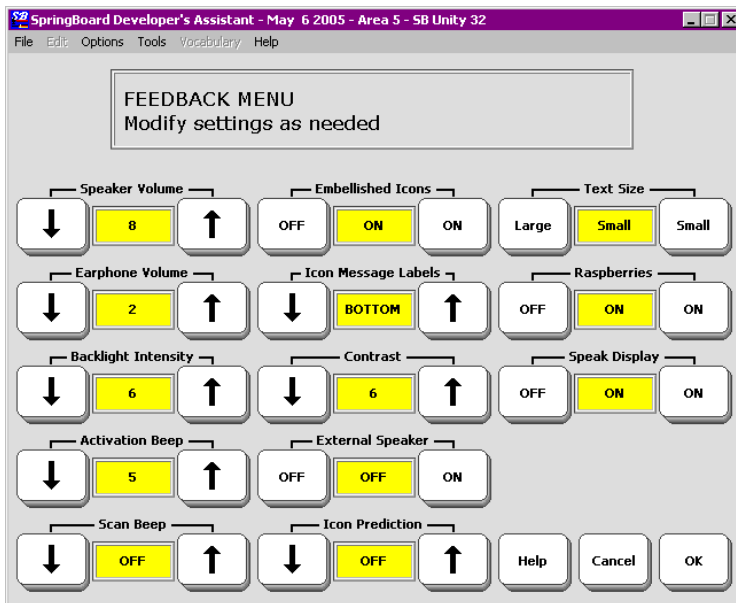 SB SpringBoard Developer's Assistant - May 6 2005 - Area 5 - SB Unity 32
File Edit Options Tools Vocabulary Help
FEEDBACK MENU
Modify settings as needed
Speaker Volume Embellished Icons Text Size
8 OFF ON ON Large Small Small
Earphone Volume Icon Message Labels Raspberries
2 BOTTOM OFF ON ON
Backlight Intensity Contrast Speak Display
6 6 OFF ON ON
Activation Beep External Speaker
5 OFF OFF ON
Scan Beep Icon Prediction
OFF OFF Help Cancel OK